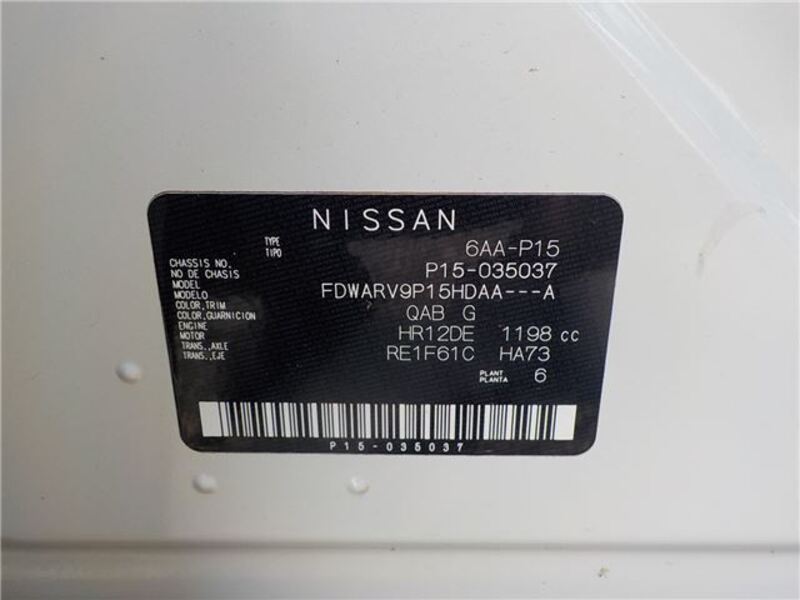 NISSAN
TYPE 6AA-P15
TIPO
CHASSIS NO. P15-035037
NO DE CHASIS
MODEL FDWARV9P15HDAA---A
MODELO
COLOR,TRIM QAB G
COLOR,GUARNICION
ENGINE HR12DE 1198 cc
MOTOR
TRANS.,AXLE RE1F61C HA73
TRANS.,EJE
PLANT 6
PLANTA
P15-035037